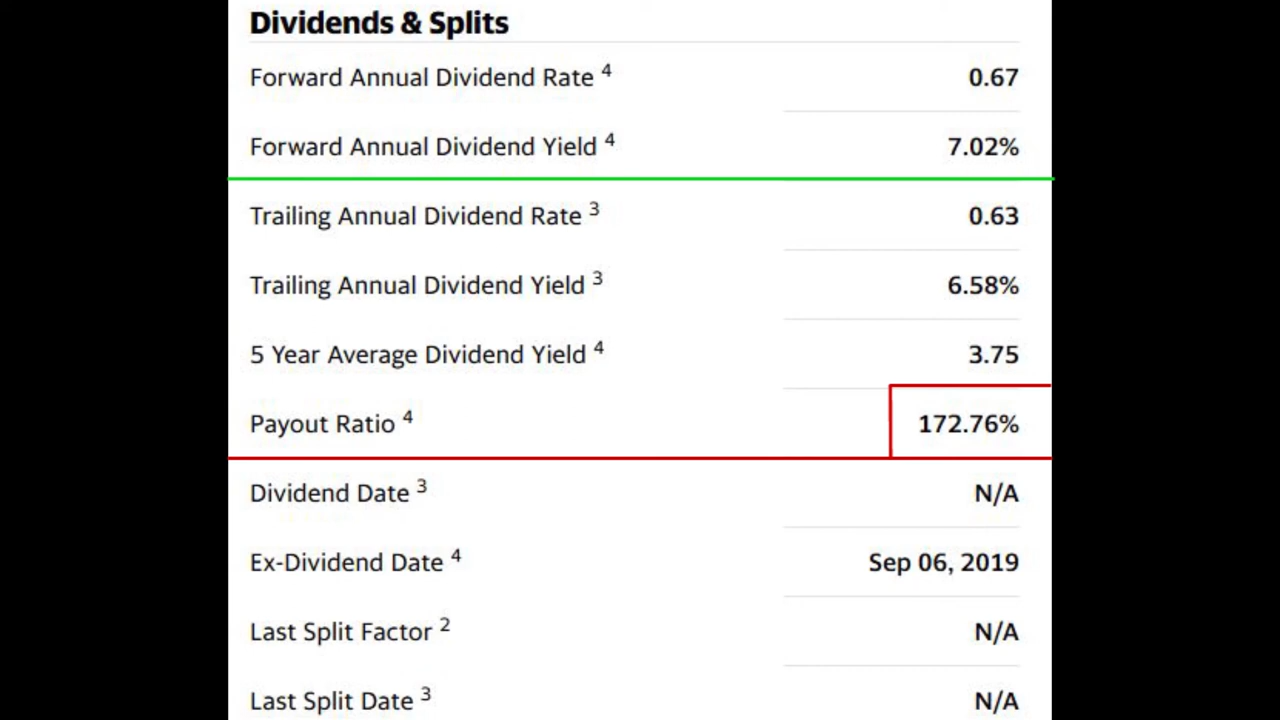 Dividends & Splits
Forward Annual Dividend Rate 4 0.67
Forward Annual Dividend Yield 4 7.02%
Trailing Annual Dividend Rate 3 0.63
Trailing Annual Dividend Yield 3 6.58%
5 Year Average Dividend Yield 4 3.75
Payout Ratio 4 172.76%
Dividend Date 3 N/A
Ex-Dividend Date 4 Sep 06, 2019
Last Split Factor 2 N/A
Last Split Date 3 N/A